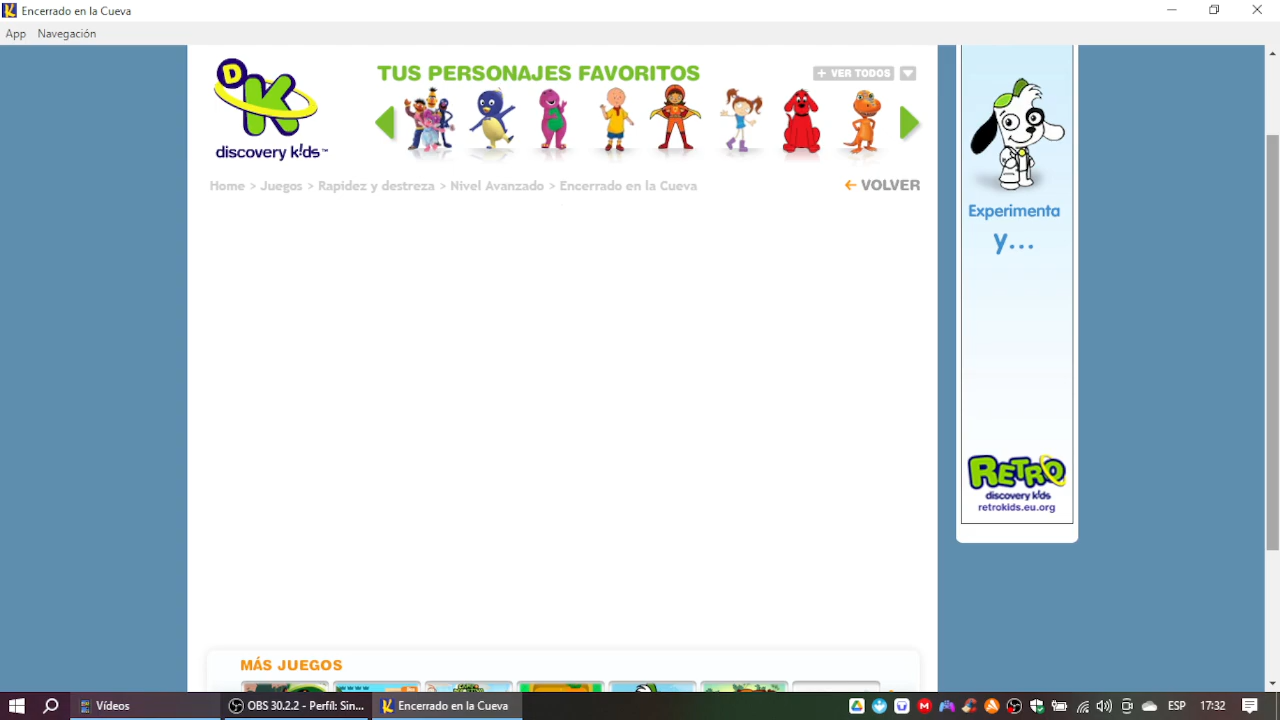 Encerrado en la Cueva
App Navegación
D K
discovery k!ds™
TUS PERSONAJES FAVORITOS
+ VER TODOS
Home > Juegos > Rapidez y destreza > Nivel Avanzado > Encerrado en la Cueva
← VOLVER
Experimenta
y...
RETRO
discovery k!ds
retrokids.eu.org
MÁS JUEGOS
Vídeos
OBS 30.2.2 - Perfil: Sin...
Encerrado en la Cueva
ESP
17:32